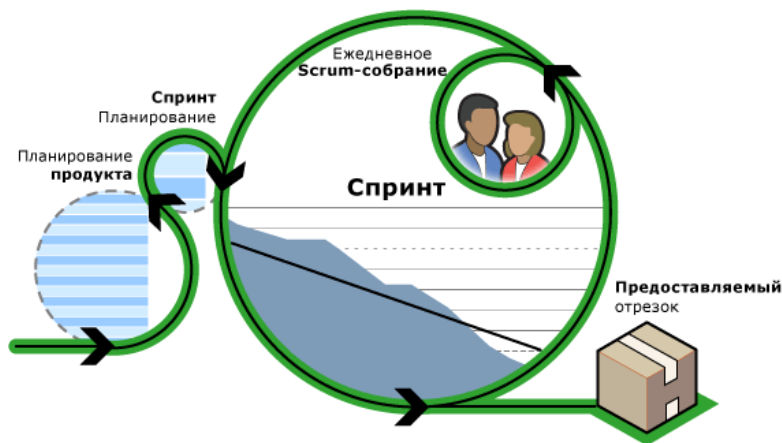 Ежедневное
Scrum-собрание
Спринт
Планирование
Планирование
продукта
Спринт
Предоставляемый
отрезок